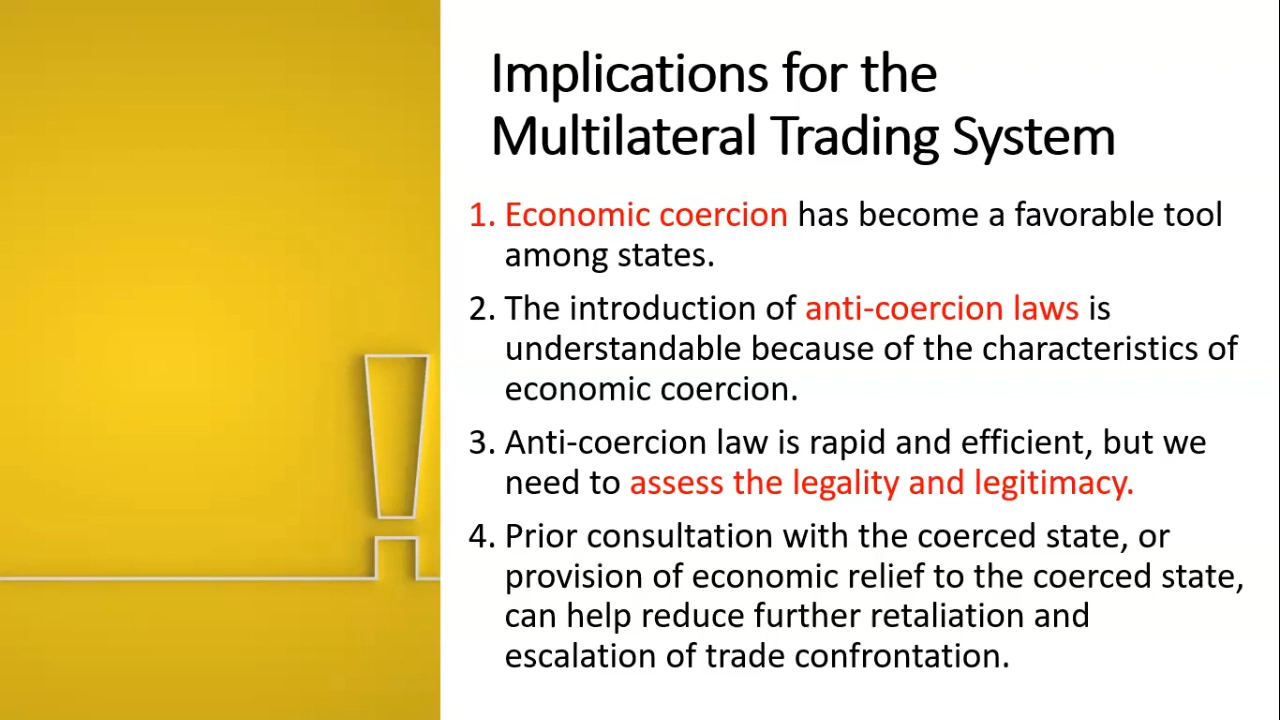 Implications for the
Multilateral Trading System
1. Economic coercion has become a favorable tool
among states.
2. The introduction of anti-coercion laws is
understandable because of the characteristics of
economic coercion.
3. Anti-coercion law is rapid and efficient, but we
need to assess the legality and legitimacy.
4. Prior consultation with the coerced state, or
provision of economic relief to the coerced state,
can help reduce further retaliation and
escalation of trade confrontation.